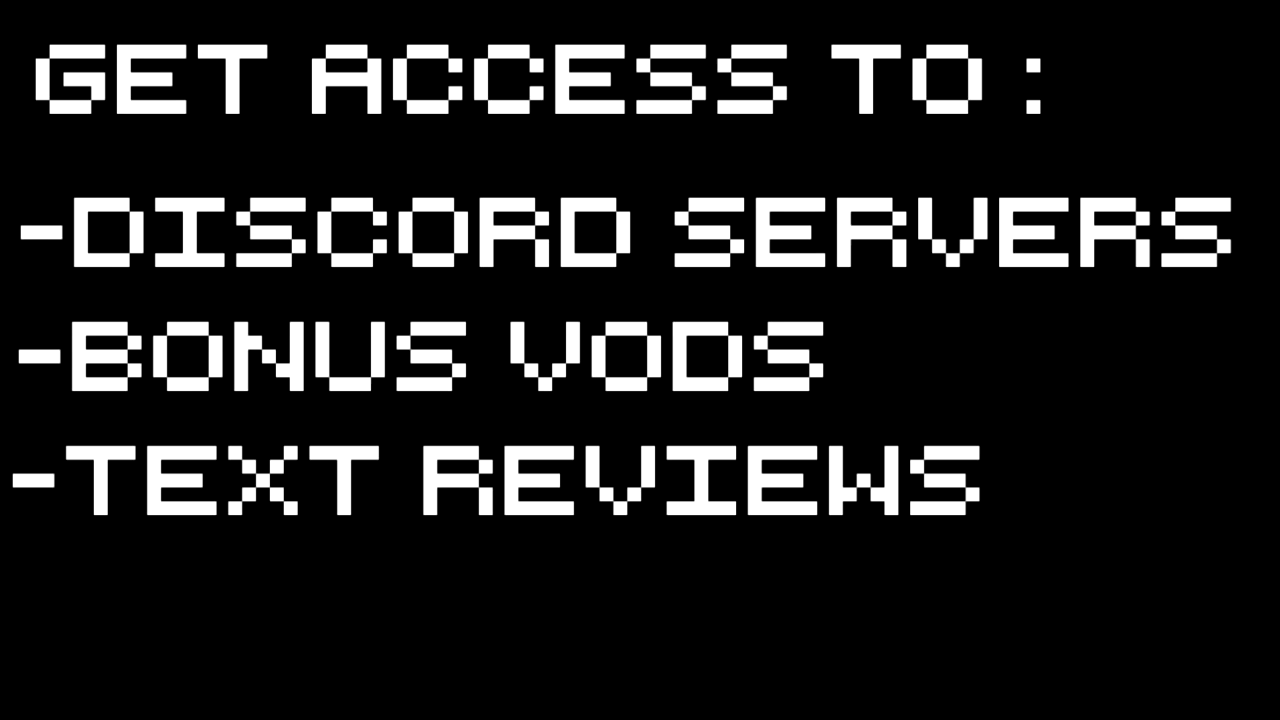 GET ACCESS TO :
-DISCORD SERVERS
-BONUS VODS
-TEXT REVIEWS